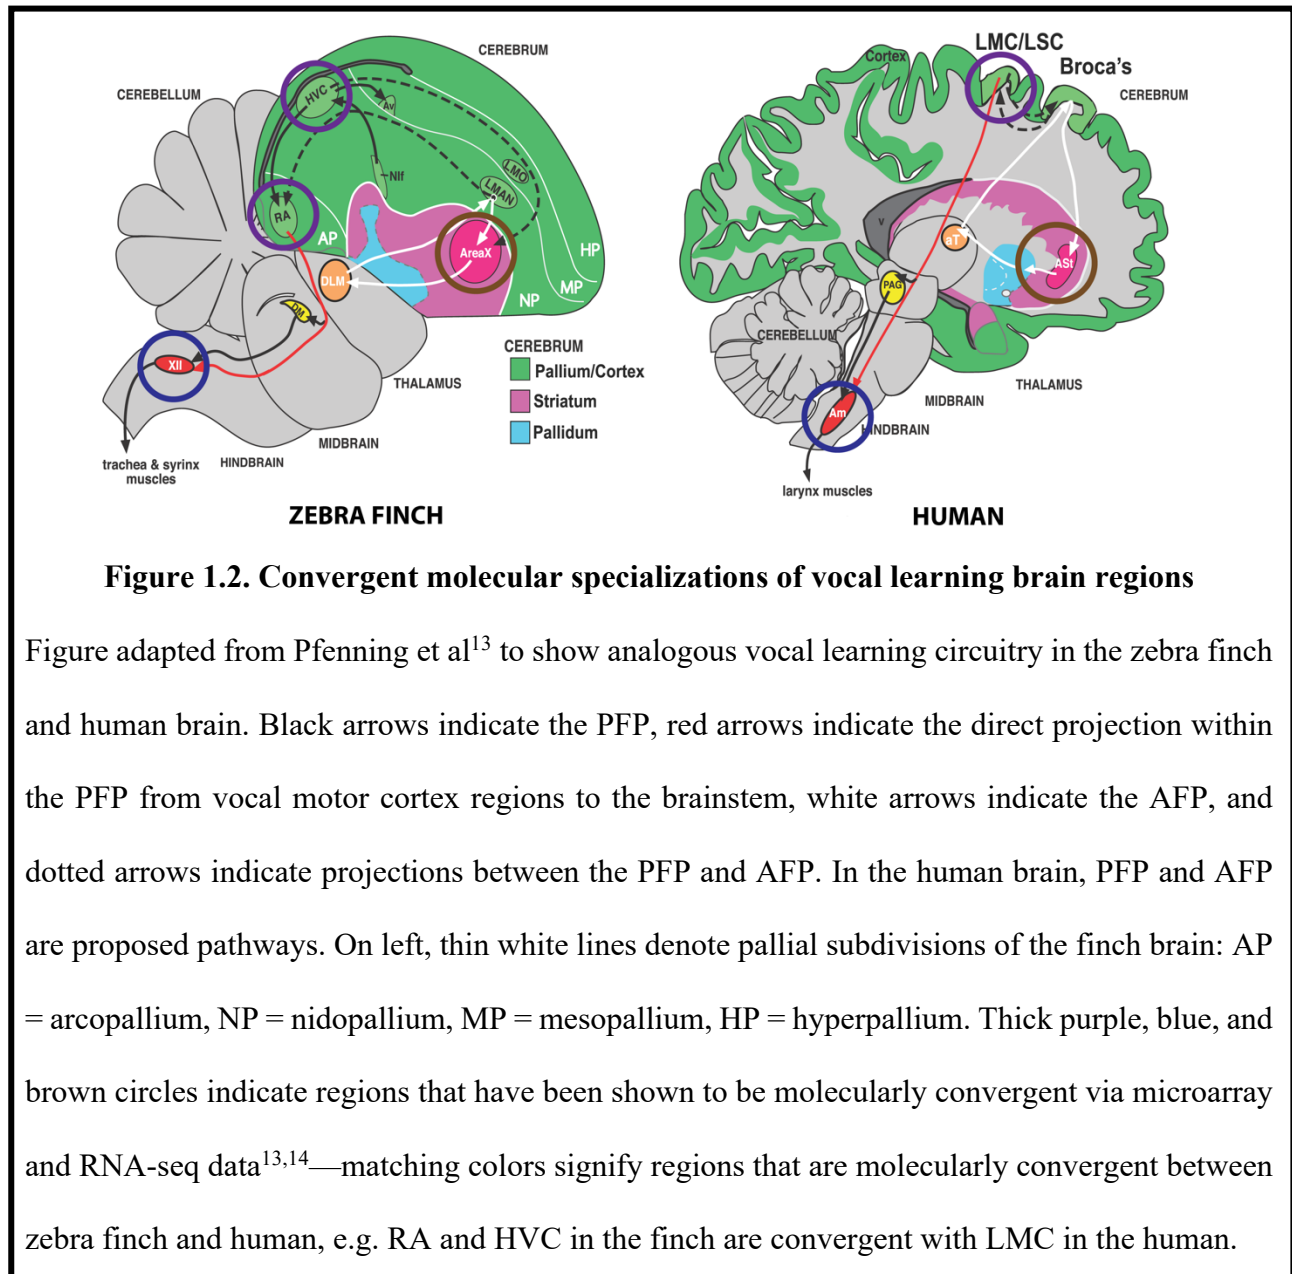 CEREBRUM
CEREBELLUM
HVC
Av
LMO
LMAN
NIf
RA
AP
AreaX
HP
MP
NP
DLM
DM
XII
THALAMUS
MIDBRAIN
HINDBRAIN
trachea & syrinx
muscles
CEREBRUM
Pallium/Cortex
Striatum
Pallidum
ZEBRA FINCH
LMC/LSC
Broca's
Cortex
CEREBRUM
V
aT
ASt
PAG
CEREBELLUM
THALAMUS
MIDBRAIN
Am
HINDBRAIN
larynx muscles
HUMAN
Figure 1.2. Convergent molecular specializations of vocal learning brain regions
Figure adapted from Pfenning et al13 to show analogous vocal learning circuitry in the zebra finch
and human brain. Black arrows indicate the PFP, red arrows indicate the direct projection within
the PFP from vocal motor cortex regions to the brainstem, white arrows indicate the AFP, and
dotted arrows indicate projections between the PFP and AFP. In the human brain, PFP and AFP
are proposed pathways. On left, thin white lines denote pallial subdivisions of the finch brain: AP
= arcopallium, NP = nidopallium, MP = mesopallium, HP = hyperpallium. Thick purple, blue, and
brown circles indicate regions that have been shown to be molecularly convergent via microarray
and RNA-seq data13,14—matching colors signify regions that are molecularly convergent between
zebra finch and human, e.g. RA and HVC in the finch are convergent with LMC in the human.